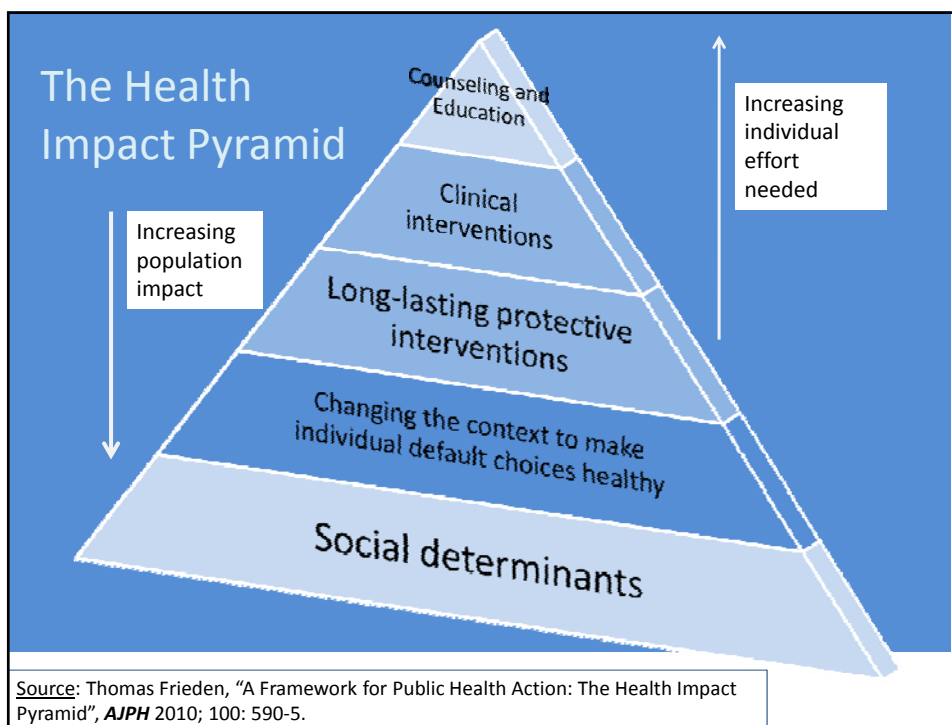 The Health
Impact Pyramid
Increasing
population
impact
Counseling and
Education
Clinical
interventions
Long-lasting protective
interventions
Changing the context to make
individual default choices healthy
Social determinants
Increasing
individual
effort
needed
Source: Thomas Frieden, “A Framework for Public Health Action: The Health Impact
Pyramid”, AJPH 2010; 100: 590-5.